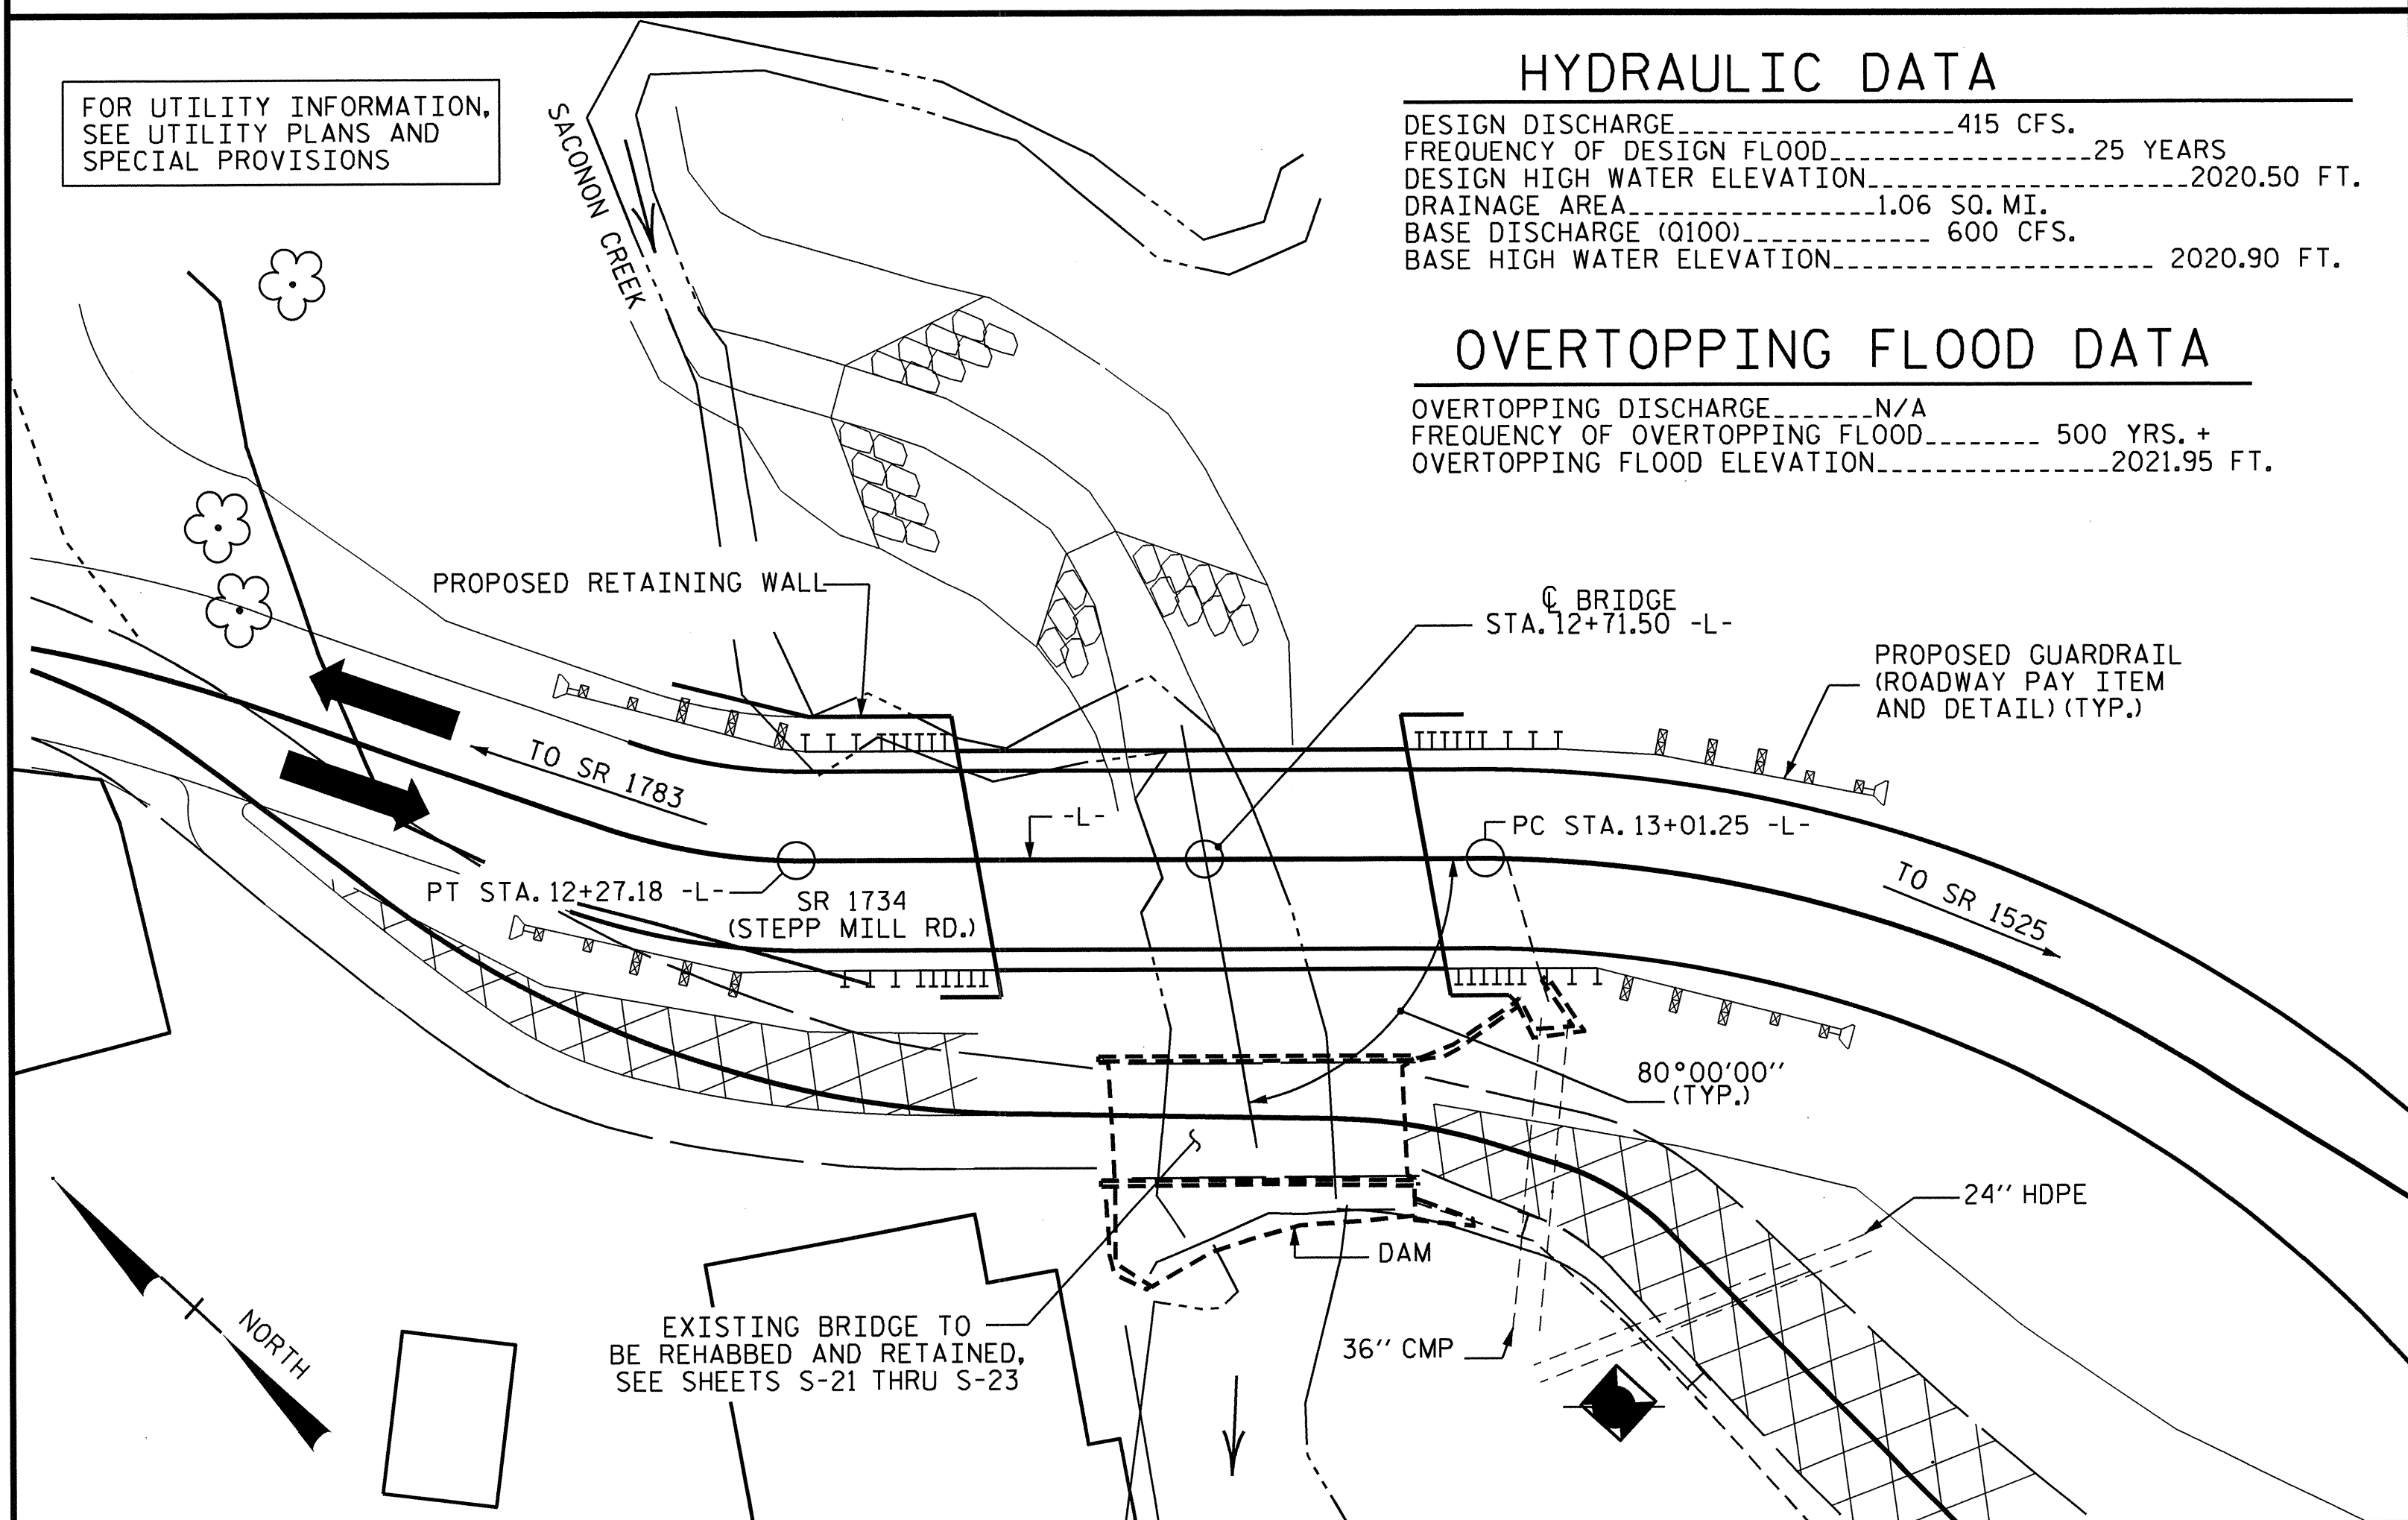 FOR UTILITY INFORMATION,
SEE UTILITY PLANS AND
SPECIAL PROVISIONS
SACONON CREEK
HYDRAULIC DATA
DESIGN DISCHARGE___________________415 CFS.
FREQUENCY OF DESIGN FLOOD__________________25 YEARS
DESIGN HIGH WATER ELEVATION______________________2020.50 FT.
DRAINAGE AREA_________________1.06 SQ. MI.
BASE DISCHARGE (Q100)_____________ 600 CFS.
BASE HIGH WATER ELEVATION______________________ 2020.90 FT.
OVERTOPPING FLOOD DATA
OVERTOPPING DISCHARGE_______N/A
FREQUENCY OF OVERTOPPING FLOOD________ 500 YRS. +
OVERTOPPING FLOOD ELEVATION________________2021.95 FT.
PROPOSED RETAINING WALL
℄ BRIDGE
STA. 12+71.50 -L-
PROPOSED GUARDRAIL
(ROADWAY PAY ITEM
AND DETAIL) (TYP.)
TO SR 1783
-L-
PC STA. 13+01.25 -L-
PT STA. 12+27.18 -L-
SR 1734
(STEPP MILL RD.)
TO SR 1525
80°00'00''
(TYP.)
24'' HDPE
DAM
36'' CMP
EXISTING BRIDGE TO
BE REHABBED AND RETAINED,
SEE SHEETS S-21 THRU S-23
NORTH